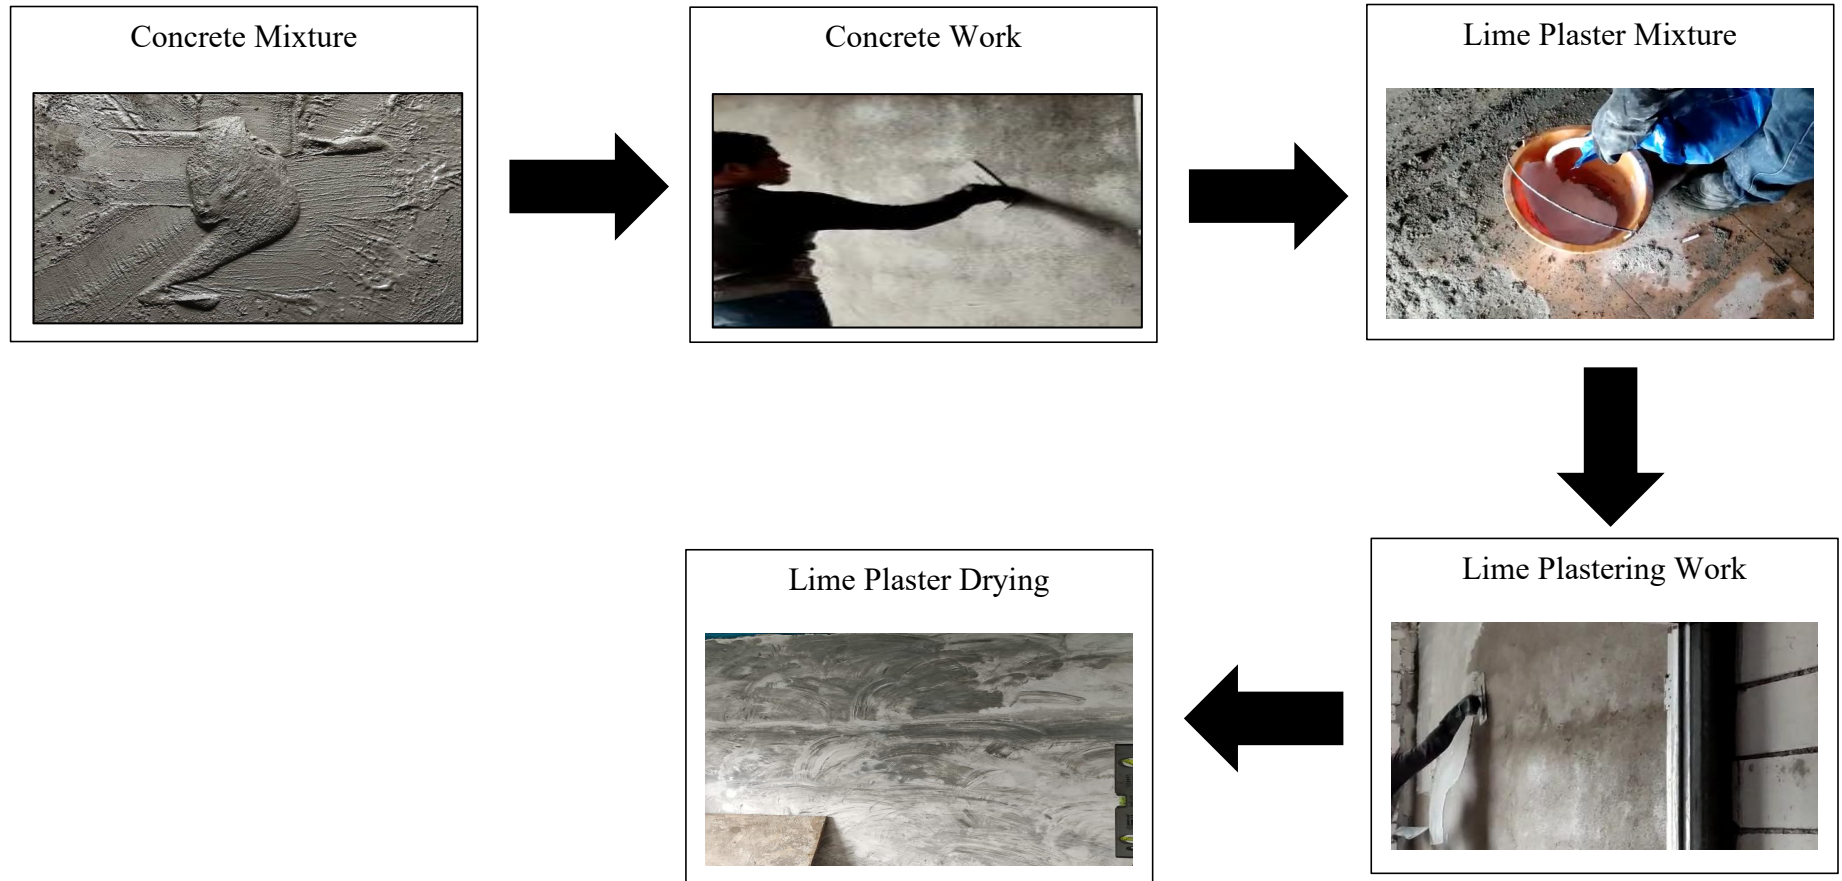 Concrete Mixture
Concrete Work
Lime Plaster Mixture
Lime Plastering Work
Lime Plaster Drying